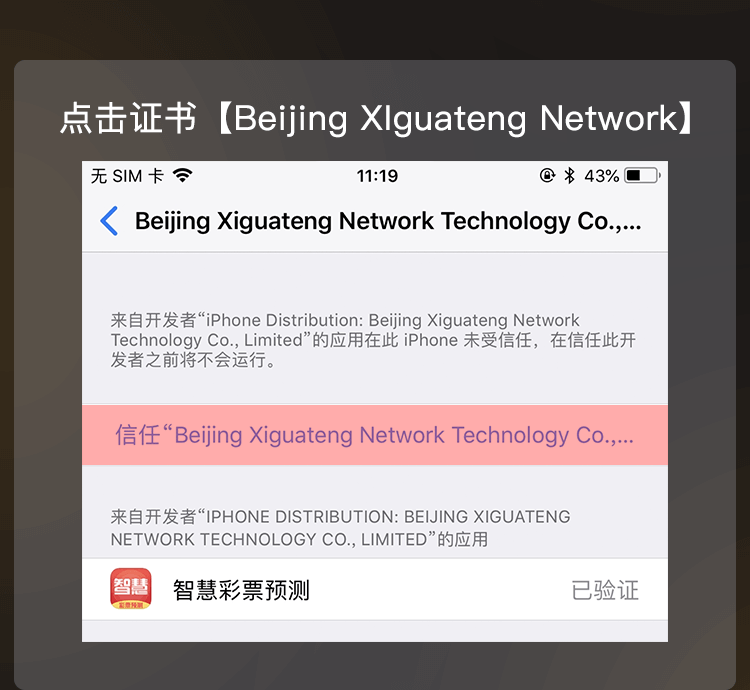 点击证书【Beijing XIguateng Network】
无 SIM 卡 11:19 43%
Beijing Xiguateng Network Technology Co.,...
来自开发者“iPhone Distribution: Beijing Xiguateng Network
Technology Co., Limited”的应用在此 iPhone 未受信任，在信任此开
发者之前将不会运行。
信任“Beijing Xiguateng Network Technology Co.,...
来自开发者“IPHONE DISTRIBUTION: BEIJING XIGUATENG
NETWORK TECHNOLOGY CO., LIMITED”的应用
智慧
彩票预测
智慧彩票预测 已验证